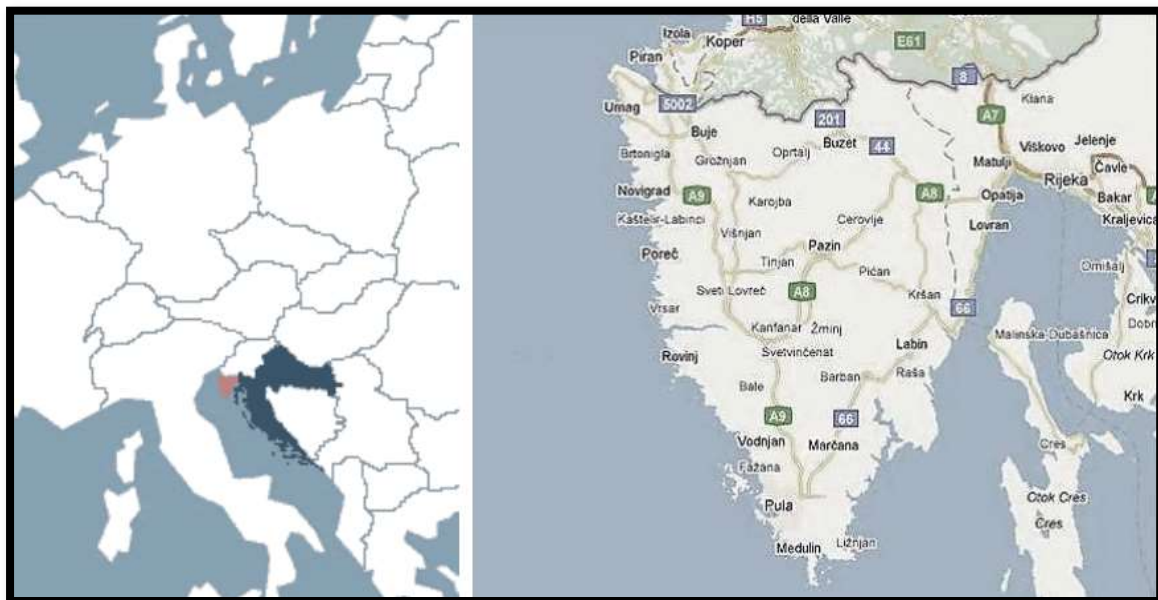 H5
della Valle
Izola
Koper
E61
Piran
8
Klana
5002
Umag
A7
201
Buje
Buzet
44
Viškovo
Jelenje
Brtonigla
Oprtalj
Grožnjan
Matulji
Čavle
Rijeka
Novigrad
A9
A8
Opatija
Bakar
Karojba
Kaštelir-Labinci
Cerovlje
Kraljevica
Višnjan
Lovran
Pazin
Poreč
Tinjan
Pićan
Omišalj
Sveti Lovreč
A8
Kršan
Vrsar
66
Crikv
Kanfanar
Žminj
Malinska-Dubašnica
Dobri
Labin
Rovinj
Svetvinčenat
Otok Krk
Raša
Barban
Bale
Krk
A9
66
Vodnjan
Marčana
Cres
Fažana
Otok Cres
Pula
Cres
Medulin
Ližnjan